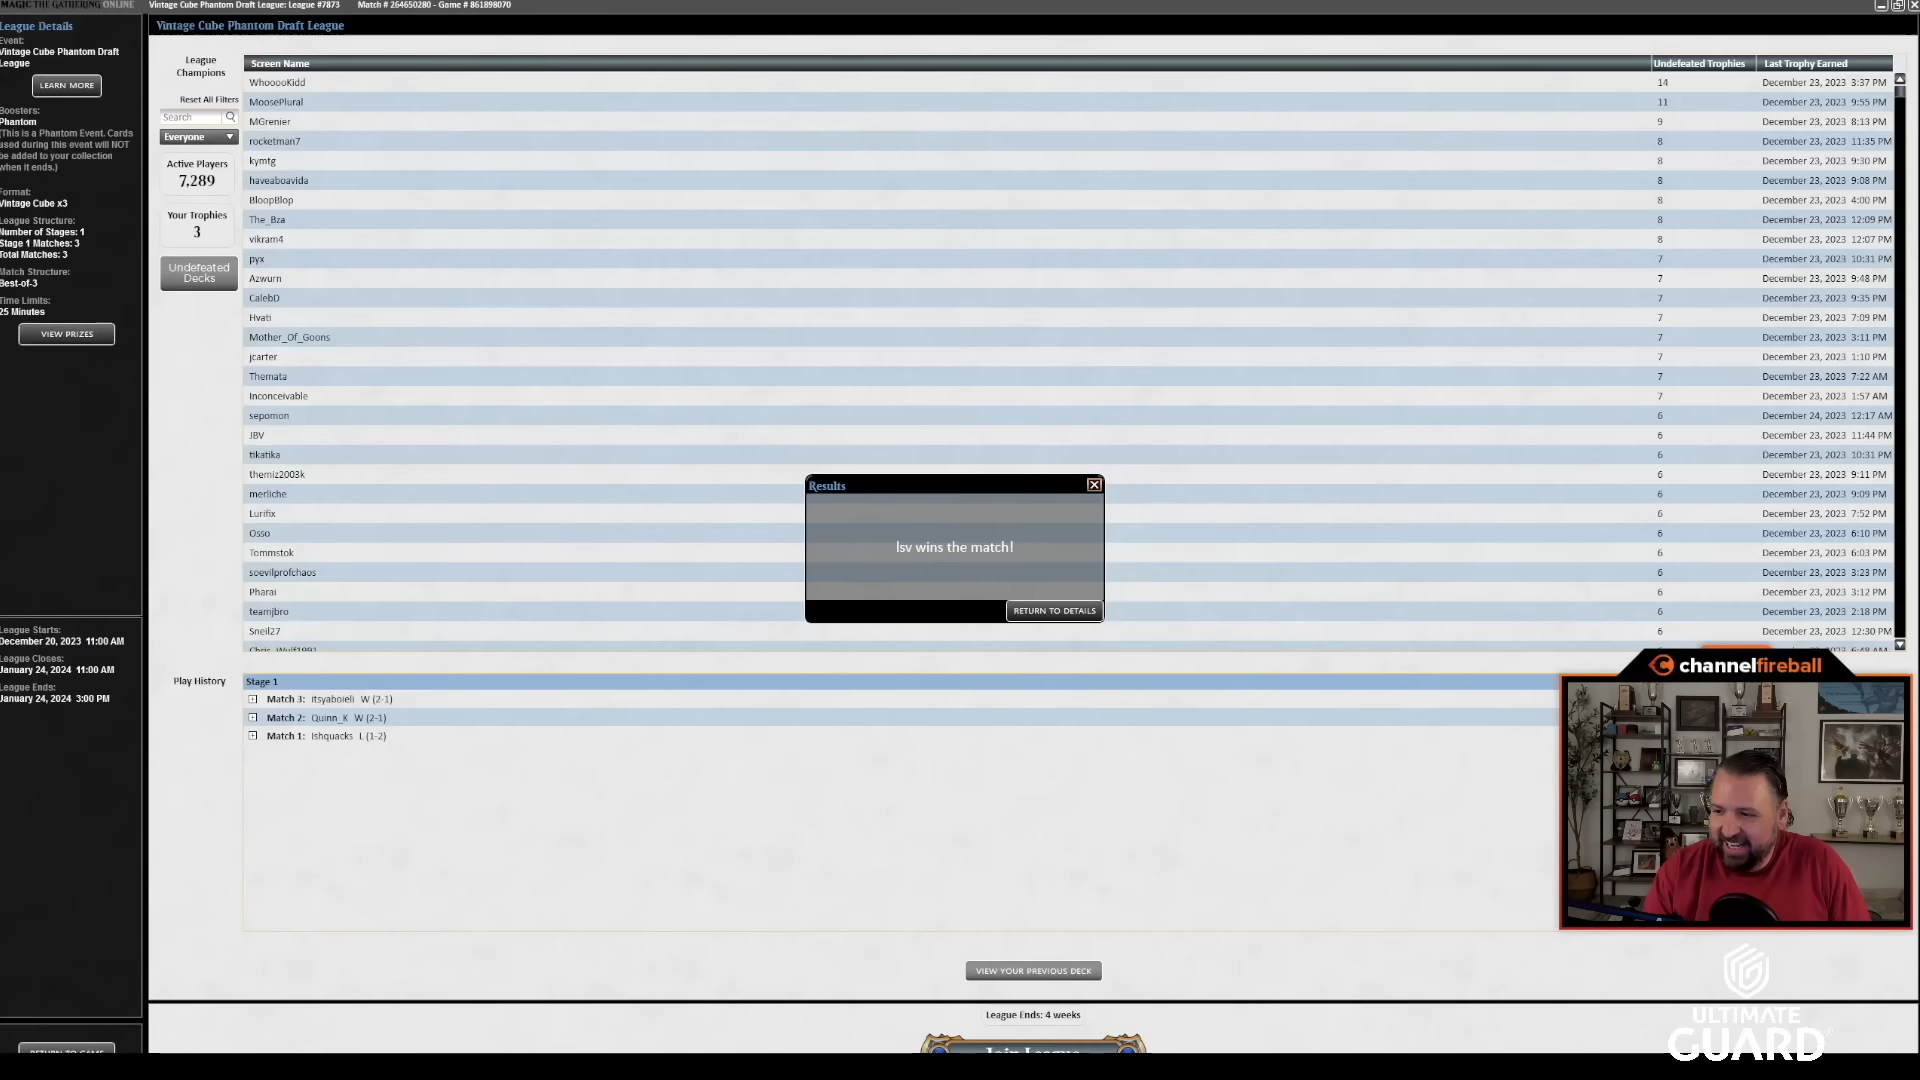 MAGIC THE GATHERING ONLINE
Vintage Cube Phantom Draft League: League #7873
Match # 264650280 - Game # 861898070
League Details
Event:
Vintage Cube Phantom Draft
League
LEARN MORE
Boosters:
Phantom
(This is a Phantom Event. Cards
used during this event will NOT
be added to your collection
when it ends.)
Format:
Vintage Cube x3
League Structure:
Number of Stages: 1
Stage 1 Matches: 3
Total Matches: 3
Match Structure:
Best-of-3
Time Limits:
25 Minutes
VIEW PRIZES
League Starts:
December 20, 2023 11:00 AM
League Closes:
January 24, 2024 11:00 AM
League Ends:
January 24, 2024 3:00 PM
RETURN TO GAME
Vintage Cube Phantom Draft League
League
Champions
Reset All Filters
Search
Everyone
Active Players
7,289
Your Trophies
3
Undefeated
Decks
Screen Name Undefeated Trophies Last Trophy Earned
WhooooKidd 14 December 23, 2023 3:37 PM
MoosePlural 11 December 23, 2023 9:55 PM
MGrenier 9 December 23, 2023 8:13 PM
rocketman7 8 December 23, 2023 11:35 PM
kymtg 8 December 23, 2023 9:30 PM
haveaboavida 8 December 23, 2023 9:08 PM
BloopBlop 8 December 23, 2023 4:00 PM
The_Bza 8 December 23, 2023 12:09 PM
vikram4 8 December 23, 2023 12:07 PM
pyx 7 December 23, 2023 10:31 PM
Azwurn 7 December 23, 2023 9:48 PM
CalebD 7 December 23, 2023 9:35 PM
Hvati 7 December 23, 2023 7:09 PM
Mother_Of_Goons 7 December 23, 2023 3:11 PM
jcarter 7 December 23, 2023 1:10 PM
Themata 7 December 23, 2023 7:22 AM
Inconceivable 7 December 23, 2023 1:57 AM
sepomon 6 December 24, 2023 12:17 AM
JBV 6 December 23, 2023 11:44 PM
tikatika 6 December 23, 2023 10:31 PM
themiz2003k 6 December 23, 2023 9:11 PM
merliche 6 December 23, 2023 9:09 PM
Lurifix 6 December 23, 2023 7:52 PM
Osso 6 December 23, 2023 6:10 PM
Tommstok 6 December 23, 2023 6:03 PM
soevilprofchaos 6 December 23, 2023 3:23 PM
Pharai 6 December 23, 2023 3:12 PM
teamjbro 6 December 23, 2023 2:18 PM
Sneil27 6 December 23, 2023 12:30 PM
Chris_Wulf1991 6 December 23, 2023 6:48 AM
Results
lsv wins the match!
RETURN TO DETAILS
Play History
Stage 1
Match 3: itsyaboieli W (2-1)
Match 2: Quinn_K W (2-1)
Match 1: Ishquacks L (1-2)
VIEW YOUR PREVIOUS DECK
League Ends: 4 weeks
Join League
channelfireball
ULTIMATE
GUARD